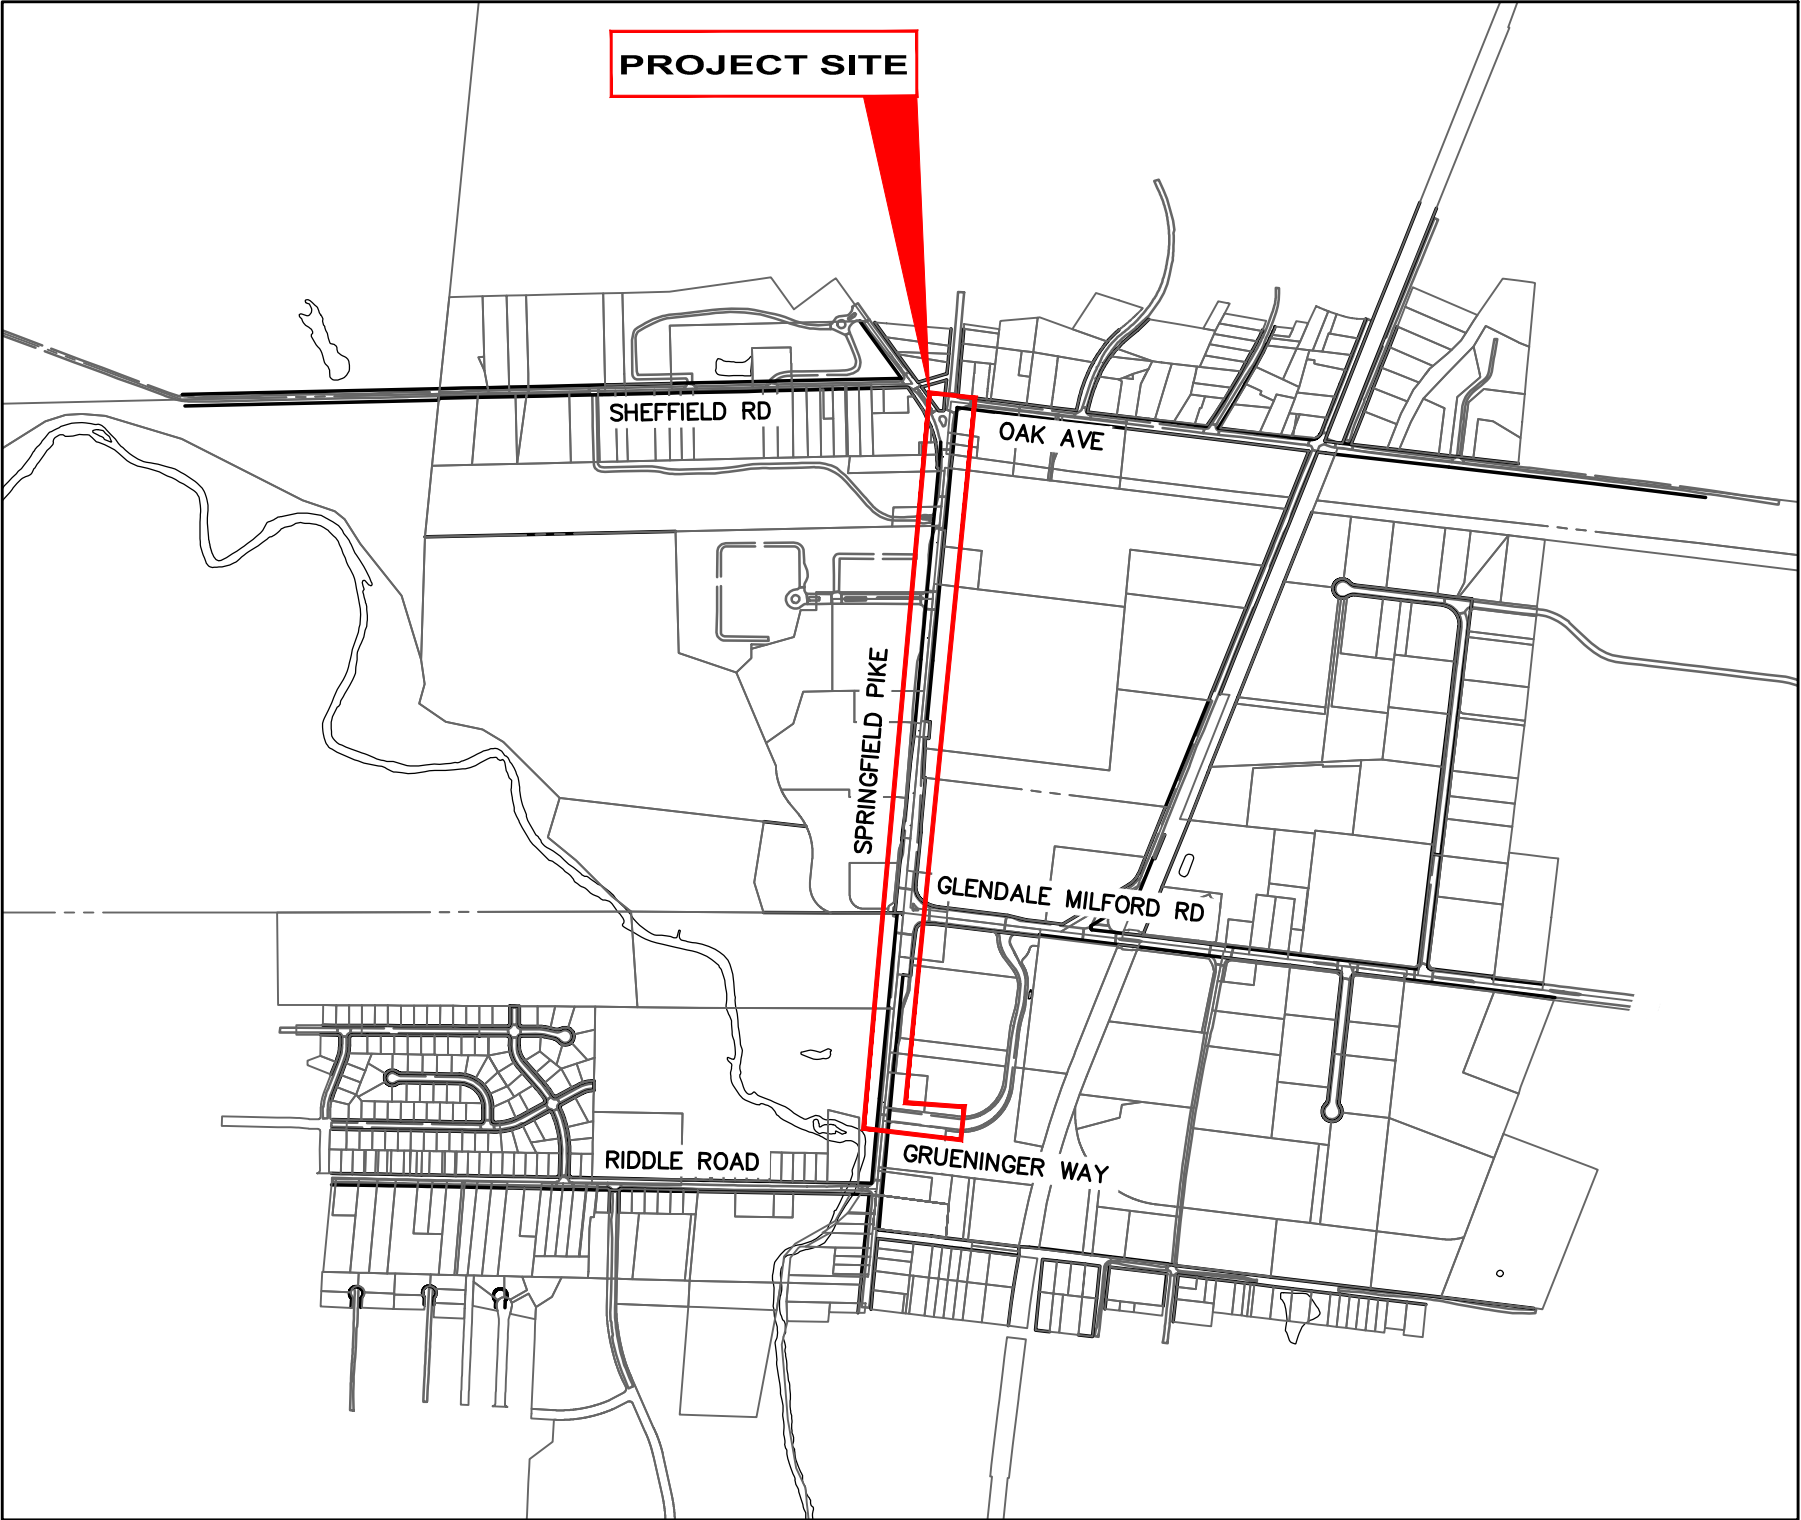 PROJECT SITE
SHEFFIELD RD
OAK AVE
SPRINGFIELD PIKE
GLENDALE MILFORD RD
RIDDLE ROAD
GRUENINGER WAY